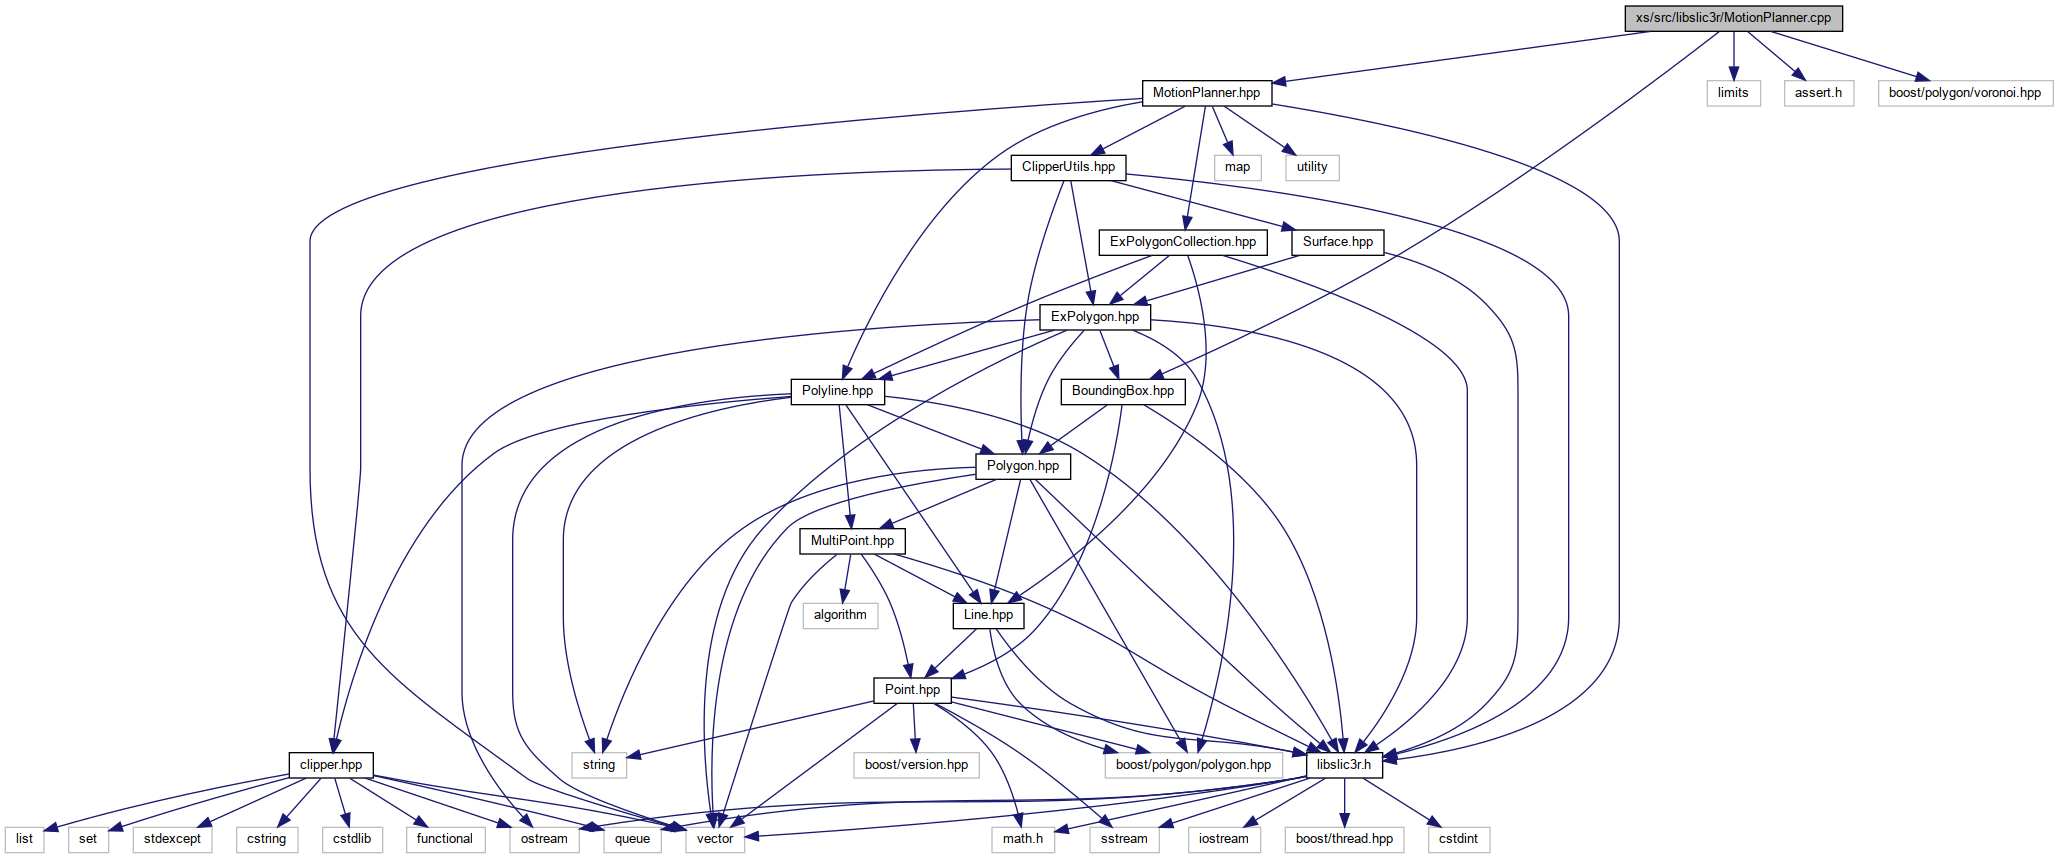 xs/src/libslic3r/MotionPlanner.cpp
MotionPlanner.hpp
limits
assert.h
boost/polygon/voronoi.hpp
ClipperUtils.hpp
map
utility
ExPolygonCollection.hpp
Surface.hpp
ExPolygon.hpp
Polyline.hpp
BoundingBox.hpp
Polygon.hpp
MultiPoint.hpp
algorithm
Line.hpp
Point.hpp
clipper.hpp
string
boost/version.hpp
boost/polygon/polygon.hpp
libslic3r.h
list
set
stdexcept
cstring
cstdlib
functional
ostream
queue
vector
math.h
sstream
iostream
boost/thread.hpp
cstdint